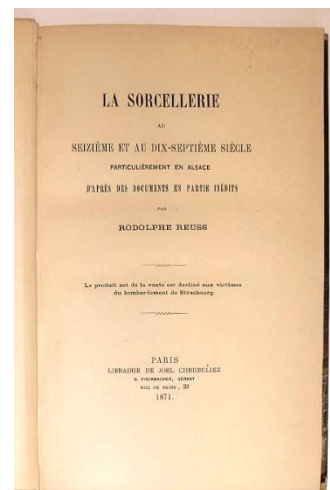 LA SORCELLERIE
AU
SEIZIÈME ET AU DIX-SEPTIÈME SIÈCLE
PARTICULIÈREMENT EN ALSACE
D'APRÈS DES DOCUMENTS EN PARTIE INÉDITS
PAR
RODOLPHE REUSS
Le produit net de la vente est destiné aux victimes
du bombardement de Strasbourg.
PARIS
LIBRAIRIE DE JOEL CHERBULIEZ
G. FISCHBACHER, GÉRANT
RUE DE SEINE, 33
1871.